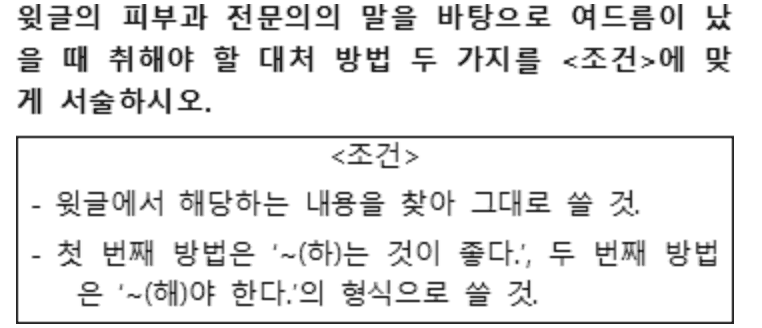 윗글의 피부과 전문의의 말을 바탕으로 여드름이 났
을 때 취해야 할 대처 방법 두 가지를 <조건>에 맞
게 서술하시오.
<조건>
- 윗글에서 해당하는 내용을 찾아 그대로 쓸 것.
- 첫 번째 방법은 ‘~(하)는 것이 좋다.’, 두 번째 방법
은 ‘~(해)야 한다.’의 형식으로 쓸 것.